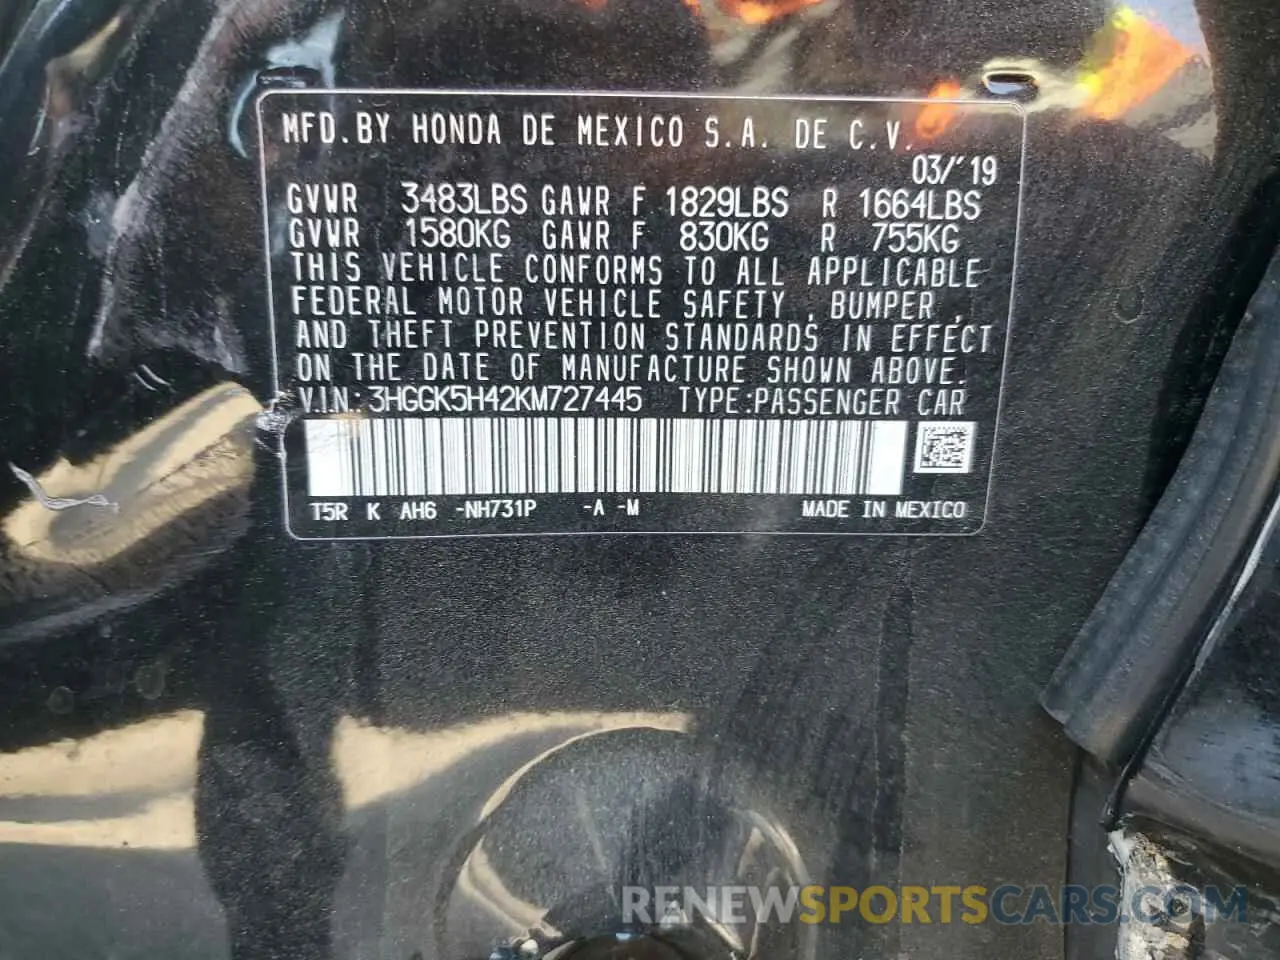 MFD.BY HONDA DE MEXICO S.A. DE C.V.
03/'19
GVWR 3483LBS GAWR F 1829LBS R 1664LBS
GVWR 1580KG GAWR F 830KG R 755KG
THIS VEHICLE CONFORMS TO ALL APPLICABLE
FEDERAL MOTOR VEHICLE SAFETY , BUMPER ,
AND THEFT PREVENTION STANDARDS IN EFFECT
ON THE DATE OF MANUFACTURE SHOWN ABOVE.
V.I.N.: 3HGGK5H42KM727445 TYPE:PASSENGER CAR
T5R K AH6 -NH731P -A -M MADE IN MEXICO
RENEWSPORTSCARS.COM